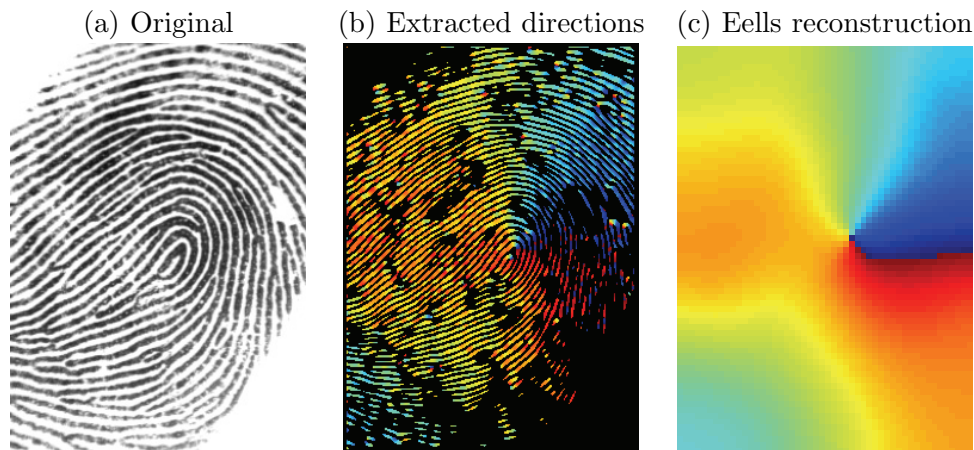 (a) Original
(b) Extracted directions
(c) Eells reconstruction